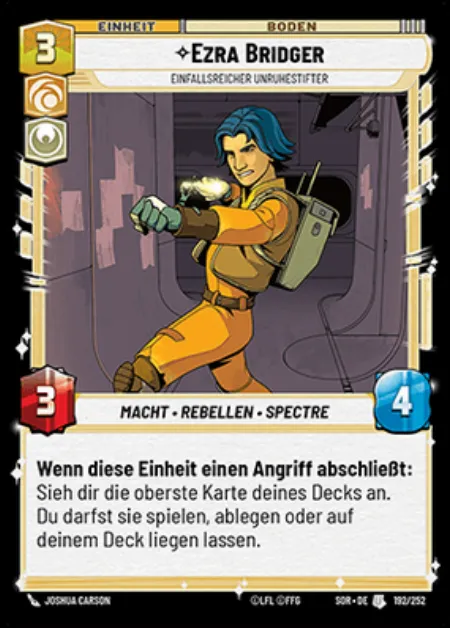 3
EINHEIT
BODEN
EZRA BRIDGER
EINFALLSREICHER UNRUHESTIFTER
3
MACHT • REBELLEN • SPECTRE
4
Wenn diese Einheit einen Angriff abschließt:
Sieh dir die oberste Karte deines Decks an.
Du darfst sie spielen, ablegen oder auf
deinem Deck liegen lassen.
JOSHUA CARSON
©LFL ©FFG
SOR • DE
192/252